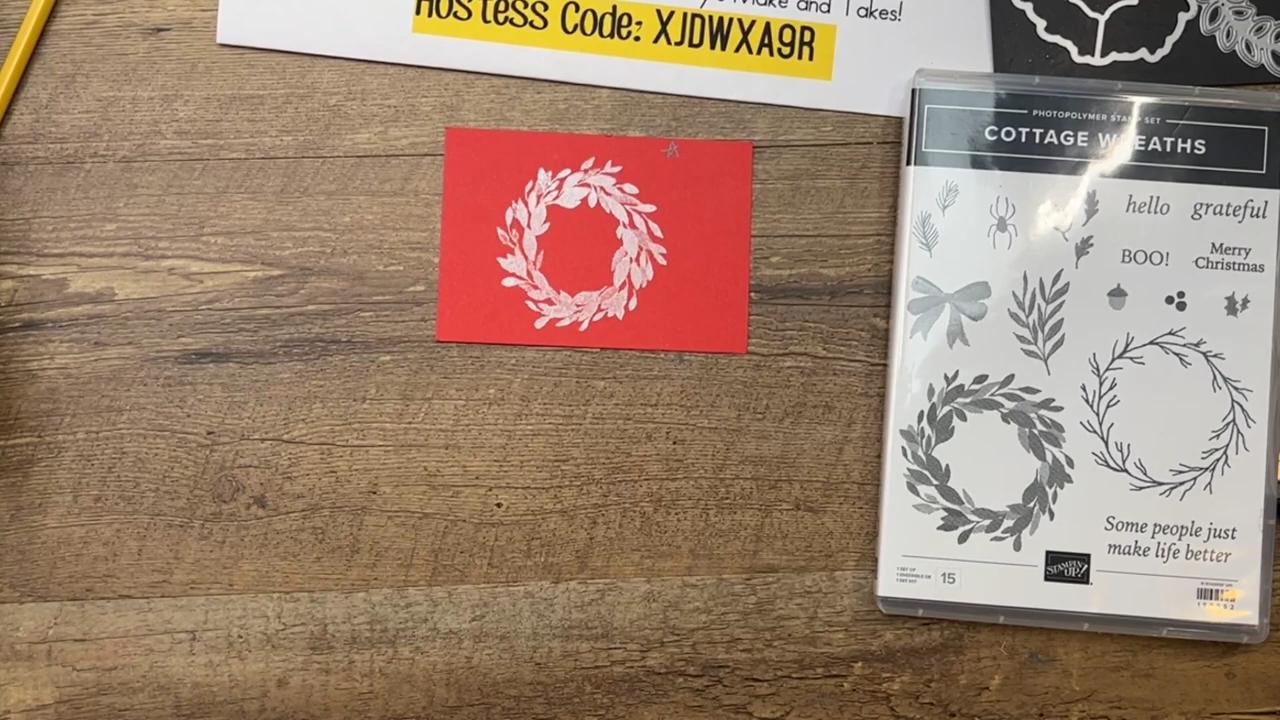 Make and Takes!
Hostess Code: XJDWXA9R
PHOTOPOLYMER STAMP SET
COTTAGE WREATHS
hello grateful
BOO! Merry
Christmas
Some people just
make life better
STAMPIN' UP!
15